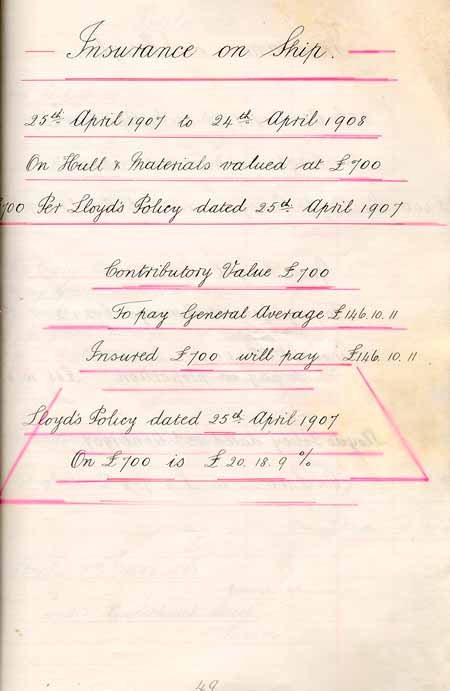 Insurance on Ship.
25th April 1907 to 24th April 1908
On Hull & Materials valued at £700
£700 Per Lloyd's Policy dated 25th April 1907
Contributory Value £700
To pay General Average £146.10.11
Insured £700 will pay £146.10.11
Lloyd's Policy dated 25th April 1907
On £700 is £20.18.9 %
49